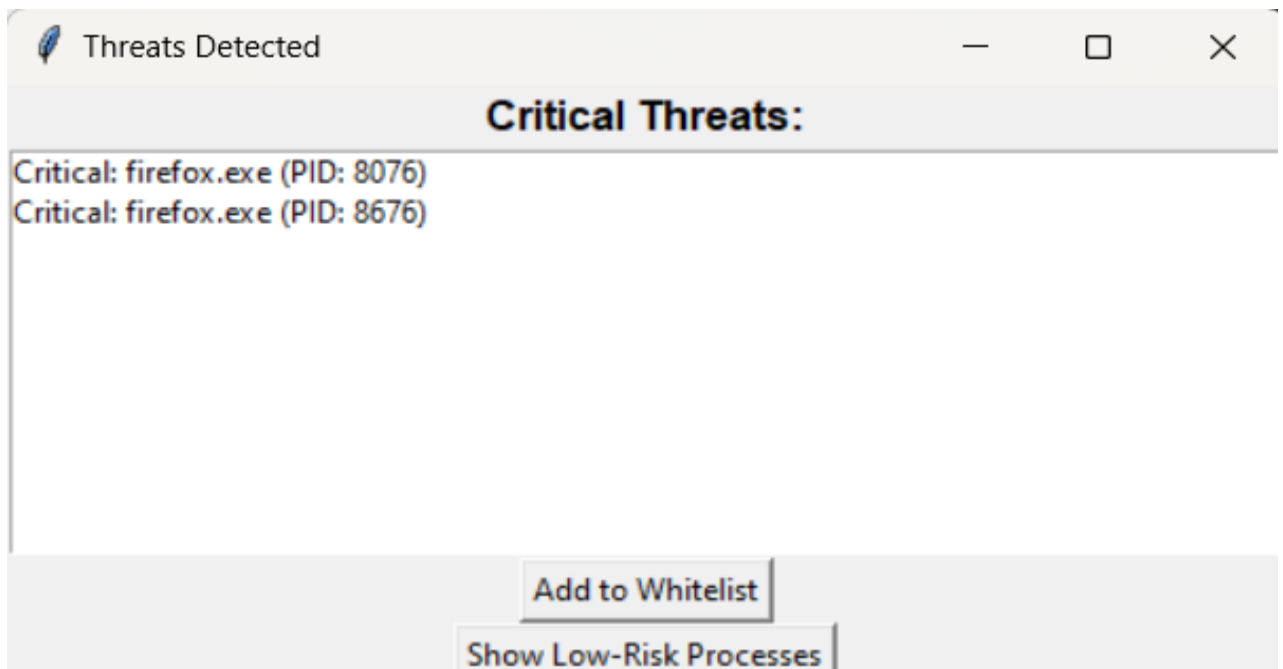 Threats Detected
Critical Threats:
Critical: firefox.exe (PID: 8076)
Critical: firefox.exe (PID: 8676)
Add to Whitelist
Show Low-Risk Processes